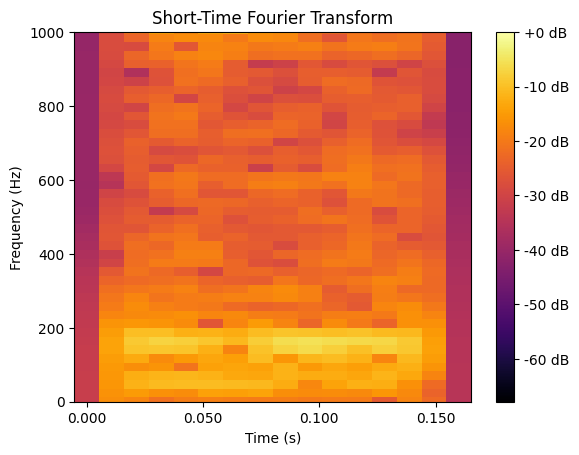 Short-Time Fourier Transform
1000
800
600
400
200
0
Frequency (Hz)
0.000
0.050
0.100
0.150
Time (s)
+0 dB
-10 dB
-20 dB
-30 dB
-40 dB
-50 dB
-60 dB